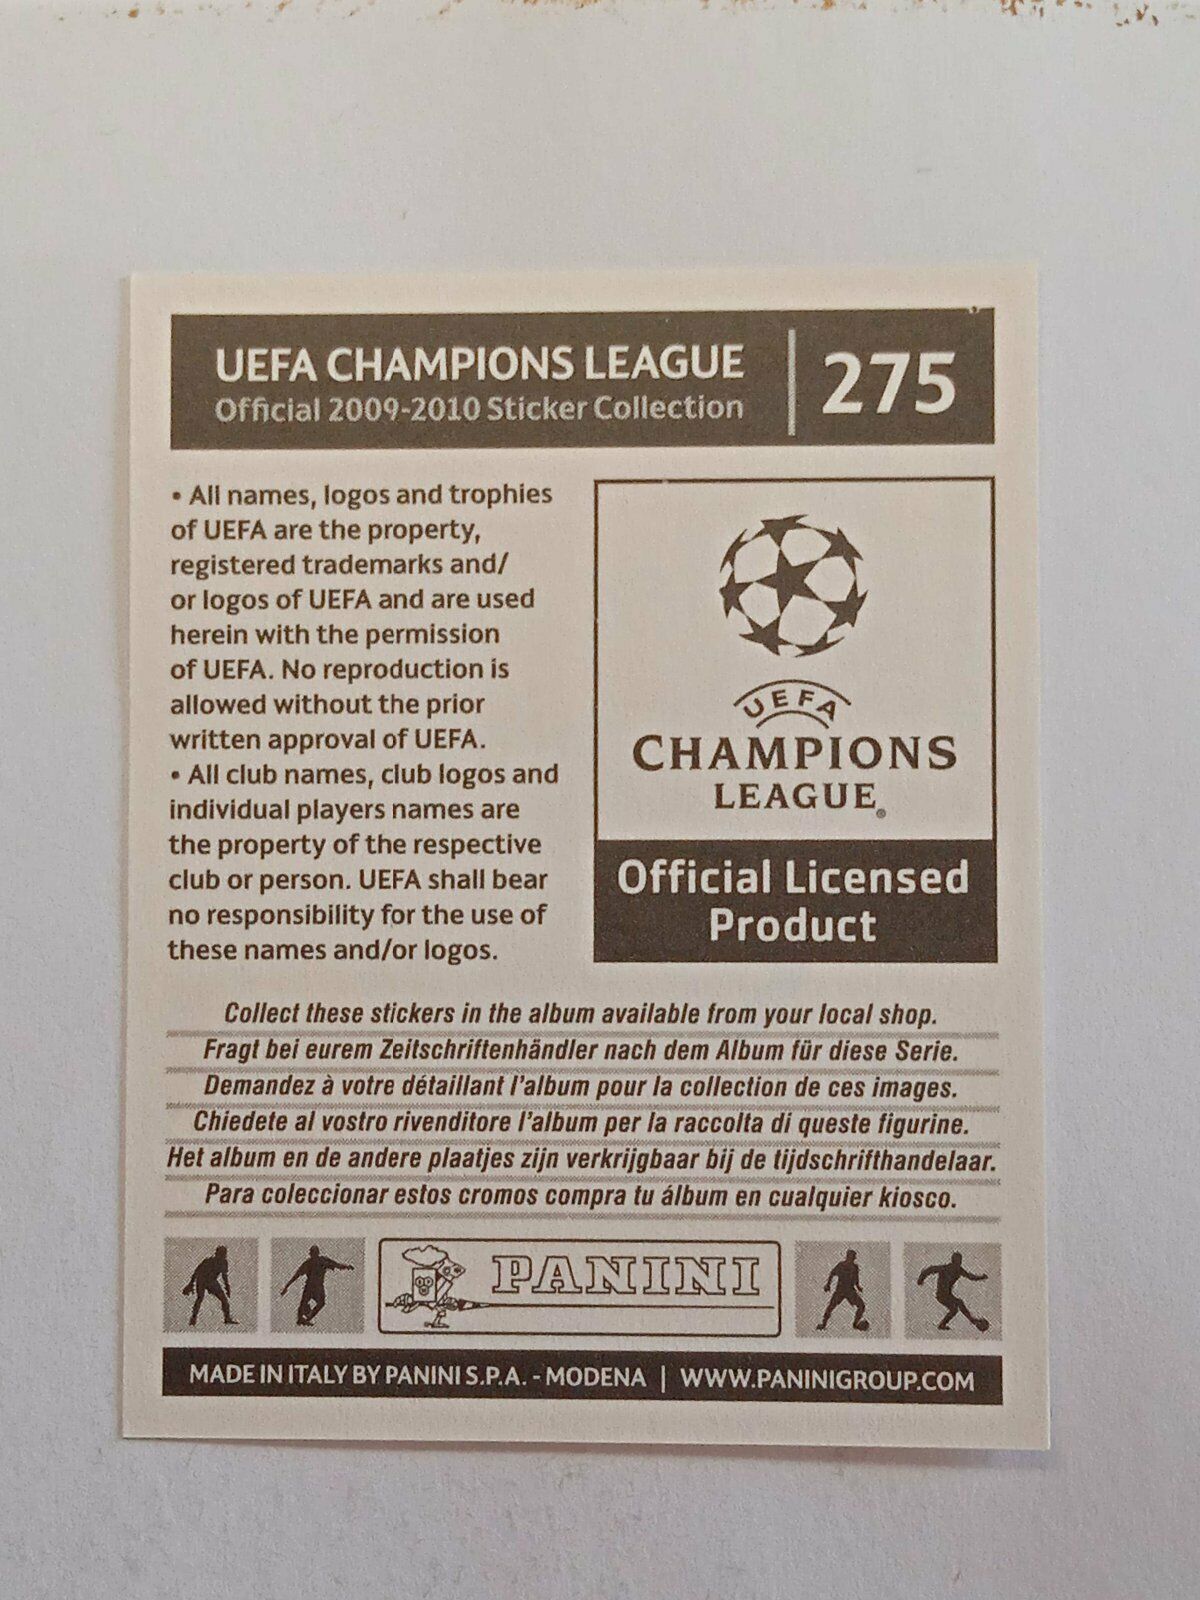 UEFA CHAMPIONS LEAGUE
Official 2009-2010 Sticker Collection
275
• All names, logos and trophies
of UEFA are the property,
registered trademarks and/
or logos of UEFA and are used
herein with the permission
of UEFA. No reproduction is
allowed without the prior
written approval of UEFA.
• All club names, club logos and
individual players names are
the property of the respective
club or person. UEFA shall bear
no responsibility for the use of
these names and/or logos.
UEFA
CHAMPIONS
LEAGUE®
Official Licensed
Product
Collect these stickers in the album available from your local shop.
Fragt bei eurem Zeitschriftenhändler nach dem Album für diese Serie.
Demandez à votre détaillant l'album pour la collection de ces images.
Chiedete al vostro rivenditore l'album per la raccolta di queste figurine.
Het album en de andere plaatjes zijn verkrijgbaar bij de tijdschrifthandelaar.
Para coleccionar estos cromos compra tu álbum en cualquier kiosco.
PANINI
MADE IN ITALY BY PANINI S.P.A. - MODENA | WWW.PANINIGROUP.COM